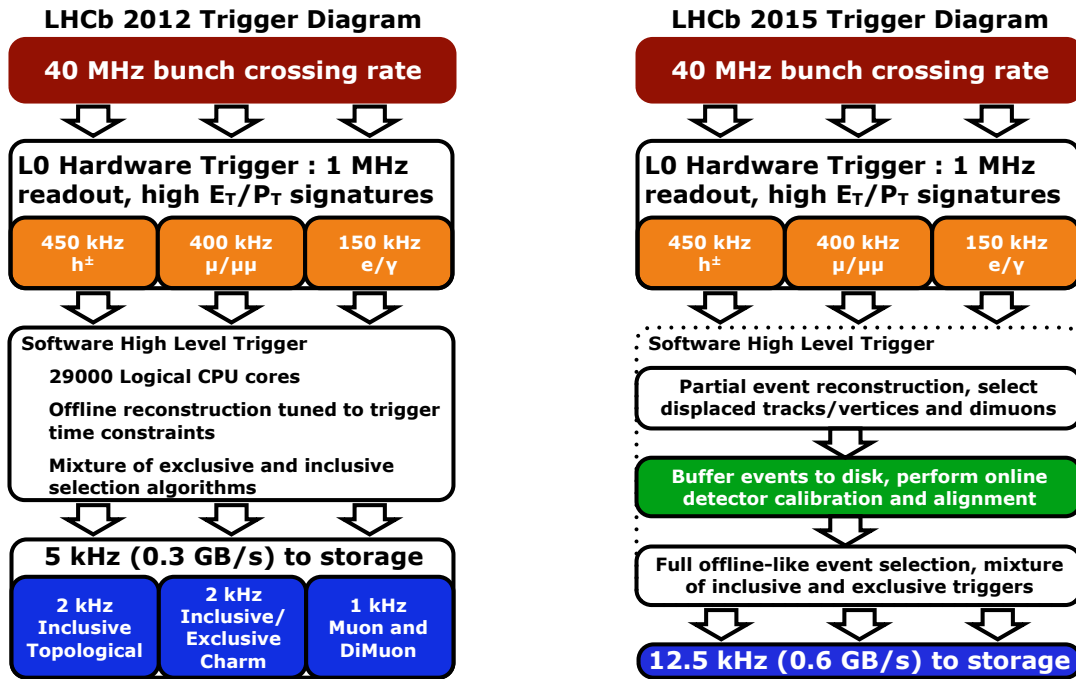 LHCb 2012 Trigger Diagram
40 MHz bunch crossing rate
L0 Hardware Trigger : 1 MHz
readout, high E_T/P_T signatures
450 kHz
h±
400 kHz
μ/μμ
150 kHz
e/γ
Software High Level Trigger
29000 Logical CPU cores
Offline reconstruction tuned to trigger
time constraints
Mixture of exclusive and inclusive
selection algorithms
5 kHz (0.3 GB/s) to storage
2 kHz
Inclusive
Topological
2 kHz
Inclusive/
Exclusive
Charm
1 kHz
Muon and
DiMuon
LHCb 2015 Trigger Diagram
40 MHz bunch crossing rate
L0 Hardware Trigger : 1 MHz
readout, high E_T/P_T signatures
450 kHz
h±
400 kHz
μ/μμ
150 kHz
e/γ
Software High Level Trigger
Partial event reconstruction, select
displaced tracks/vertices and dimuons
Buffer events to disk, perform online
detector calibration and alignment
Full offline-like event selection, mixture
of inclusive and exclusive triggers
12.5 kHz (0.6 GB/s) to storage